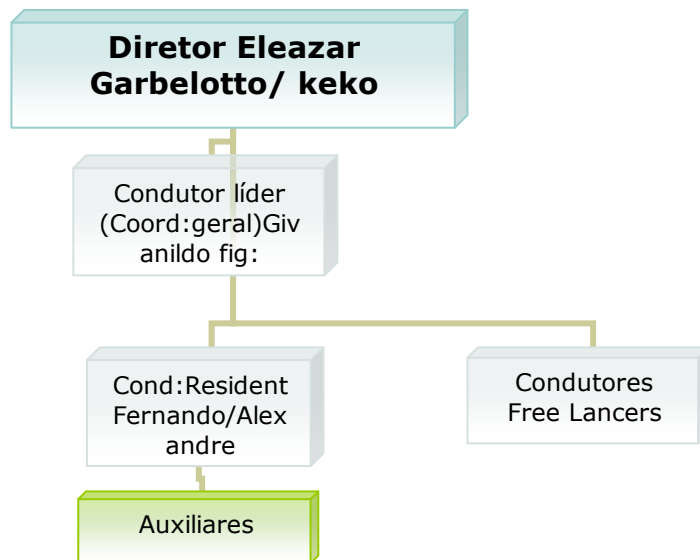 Diretor Eleazar
Garbelotto/ keko
Condutor líder
(Coord:geral)Giv
anildo fig:
Cond:Resident
Fernando/Alex
andre
Condutores
Free Lancers
Auxiliares